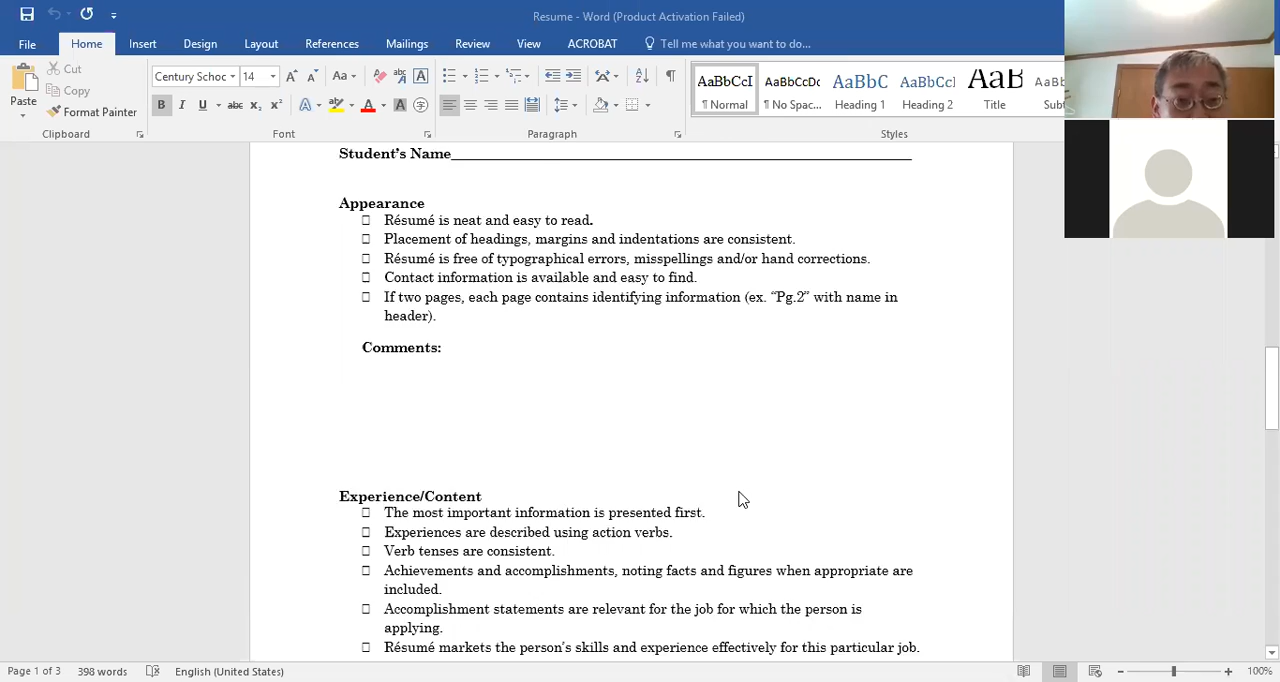 Resume - Word (Product Activation Failed)
File Home Insert Design Layout References Mailings Review View ACROBAT Tell me what you want to do...
Paste
Cut
Copy
Format Painter
Century Schoc 14 Aa
B I U abc X₂ X² A A
AaBbCcI AaBbCcDc AaBbC AaBbCcI AaB AaBbCcI
¶ Normal ¶ No Spac... Heading 1 Heading 2 Title Subt
Clipboard Font Paragraph Styles
Student's Name
Appearance
Résumé is neat and easy to read.
Placement of headings, margins and indentations are consistent.
Résumé is free of typographical errors, misspellings and/or hand corrections.
Contact information is available and easy to find.
If two pages, each page contains identifying information (ex. "Pg.2" with name in
header).
Comments:
Experience/Content
The most important information is presented first.
Experiences are described using action verbs.
Verb tenses are consistent.
Achievements and accomplishments, noting facts and figures when appropriate are
included.
Accomplishment statements are relevant for the job for which the person is
applying.
Résumé markets the person's skills and experience effectively for this particular job.
Page 1 of 3 398 words English (United States) 100%